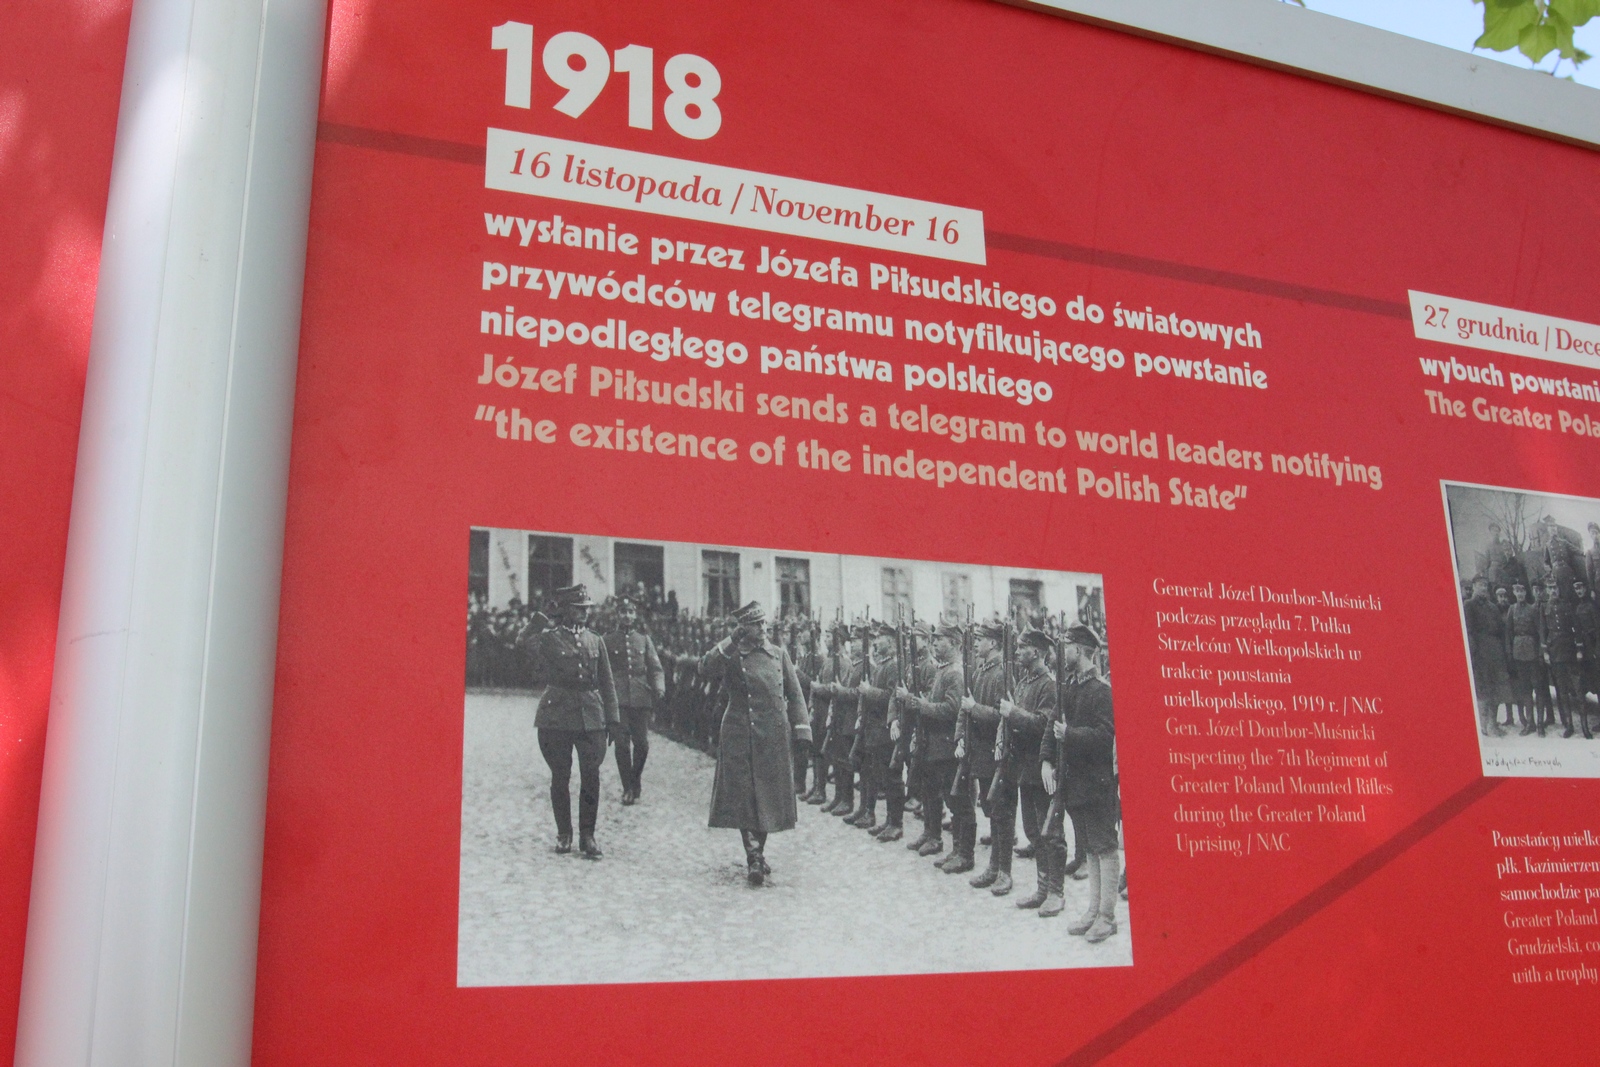 1918
16 listopada / November 16
wysłanie przez Józefa Piłsudskiego do światowych
przywódców telegramu notyfikującego powstanie
niepodległego państwa polskiego
Józef Piłsudski sends a telegram to world leaders notifying
"the existence of the independent Polish State"
Generał Józef Dowbor-Muśnicki
podczas przeglądu 7. Pułku
Strzelców Wielkopolskich w
trakcie powstania
wielkopolskiego, 1919 r. / NAC
Gen. Józef Dowbor-Muśnicki
inspecting the 7th Regiment of
Greater Poland Mounted Rifles
during the Greater Poland
Uprising / NAC
27 grudnia / Dece
wybuch powstani
The Greater Pola
Powstańcy wielko
płk. Kazimierzem
samochodzie pa
Greater Poland
Grudzielski, co
with a trophy